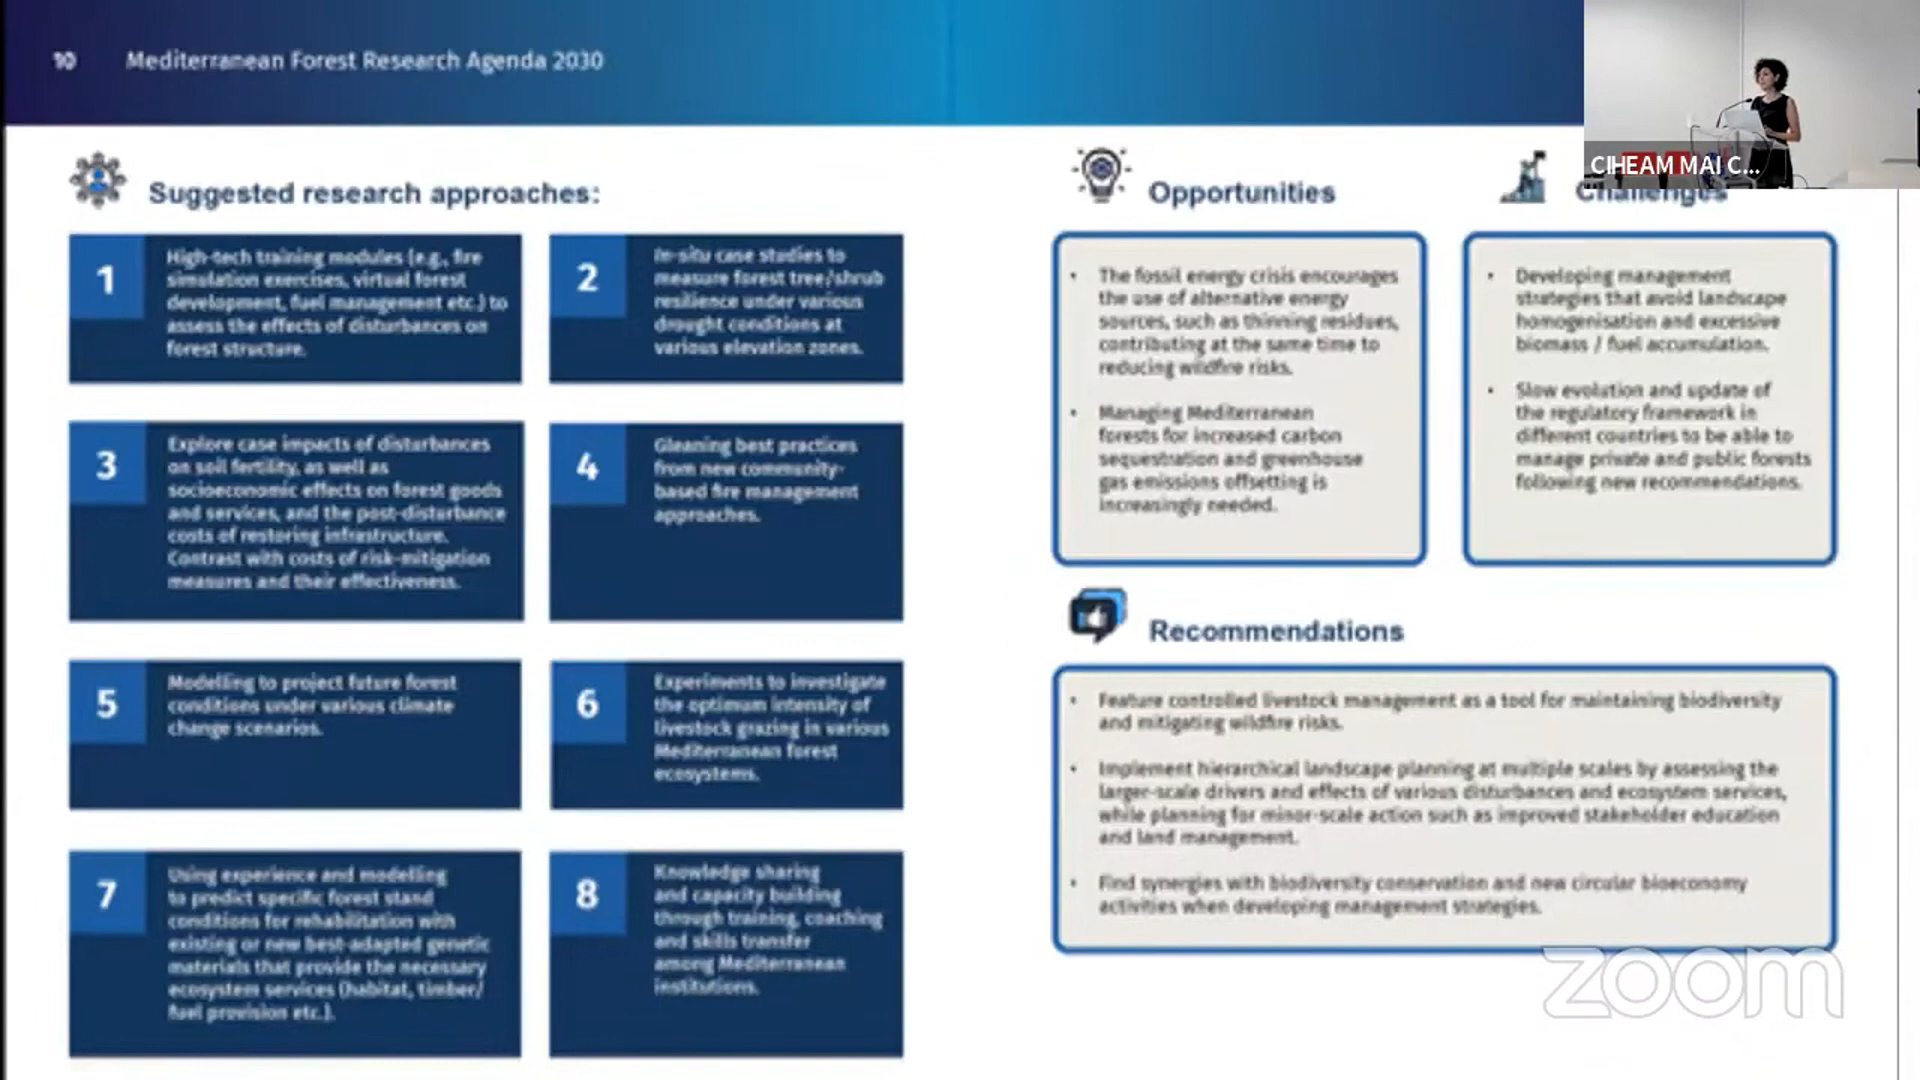 10 Mediterranean Forest Research Agenda 2030
CIHEAM MAI C...
Suggested research approaches:
1
High-tech training modules (e.g., fire
simulation exercises, virtual forest
development, fuel management etc.) to
assess the effects of disturbances on
forest structure.
2
In-situ case studies to
measure forest tree/shrub
resilience under various
drought conditions at
various elevation zones.
3
Explore case impacts of disturbances
on soil fertility, as well as
socioeconomic effects on forest goods
and services, and the post-disturbance
costs of restoring infrastructure.
Contrast with costs of risk-mitigation
measures and their effectiveness.
4
Gleaning best practices
from new community-
based fire management
approaches.
5
Modelling to project future forest
conditions under various climate
change scenarios.
6
Experiments to investigate
the optimum intensity of
livestock grazing in various
Mediterranean forest
ecosystems.
7
Using experience and modelling
to predict specific forest stand
conditions for rehabilitation with
existing or new best-adapted genetic
materials that provide the necessary
ecosystem services (habitat, timber/
fuel provision etc.).
8
Knowledge sharing
and capacity building
through training, coaching
and skills transfer
among Mediterranean
institutions.
Opportunities
• The fossil energy crisis encourages
the use of alternative energy
sources, such as thinning residues,
contributing at the same time to
reducing wildfire risks.
• Managing Mediterranean
forests for increased carbon
sequestration and greenhouse
gas emissions offsetting is
increasingly needed.
Challenges
• Developing management
strategies that avoid landscape
homogenisation and excessive
biomass / fuel accumulation.
• Slow evolution and update of
the regulatory framework in
different countries to be able to
manage private and public forests
following new recommendations.
Recommendations
• Feature controlled livestock management as a tool for maintaining biodiversity
and mitigating wildfire risks.
• Implement hierarchical landscape planning at multiple scales by assessing the
larger-scale drivers and effects of various disturbances and ecosystem services,
while planning for minor-scale action such as improved stakeholder education
and land management.
• Find synergies with biodiversity conservation and new circular bioeconomy
activities when developing management strategies.
zoom